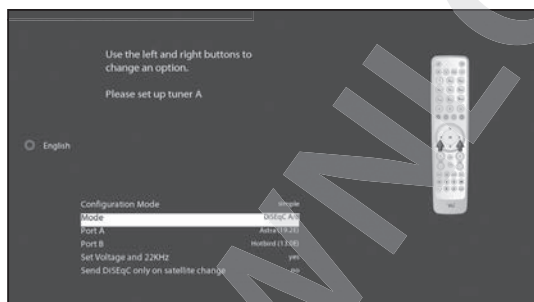 Use the left and right buttons to
change an option.
Please set up tuner A
English
Configuration Mode simple
Mode DiSEqC A/B
Port A Astra (19.2E)
Port B Hotbird (13.0E)
Set Voltage and 22KHz yes
Send DiSEqC only on satellite change no